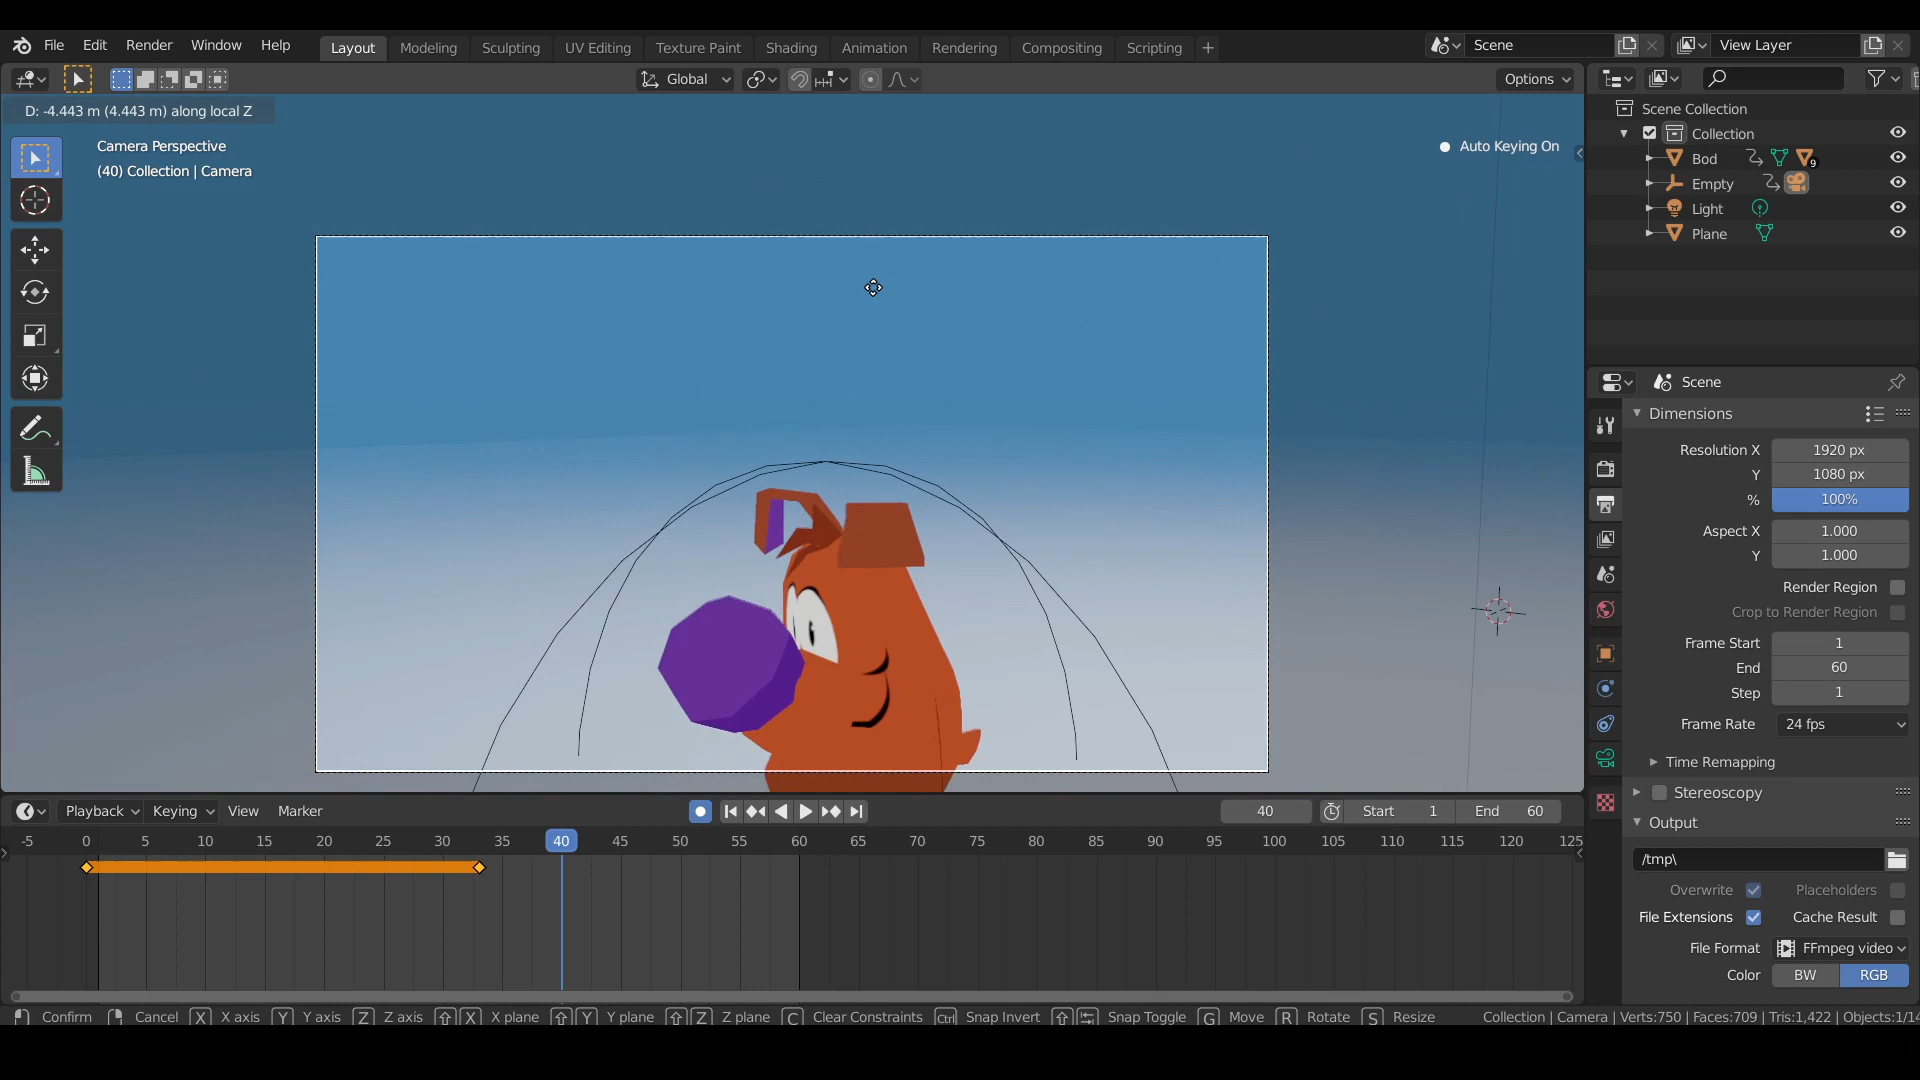 File Edit Render Window Help Layout Modeling Sculpting UV Editing Texture Paint Shading Animation Rendering Compositing Scripting + Scene View Layer
Global Options
D: -4.443 m (4.443 m) along local Z
Camera Perspective
(40) Collection | Camera
Auto Keying On
Scene Collection
Collection
Bod 9
Empty
Light
Plane
Scene
Dimensions
Resolution X 1920 px
Y 1080 px
% 100%
Aspect X 1.000
Y 1.000
Render Region
Crop to Render Region
Frame Start 1
End 60
Step 1
Frame Rate 24 fps
Time Remapping
Stereoscopy
Output
/tmp\
Overwrite Placeholders
File Extensions Cache Result
File Format FFmpeg video
Color BW RGB
Playback Keying View Marker 40 Start 1 End 60
-5 0 5 10 15 20 25 30 35 40 45 50 55 60 65 70 75 80 85 90 95 100 105 110 115 120 125
Confirm Cancel X X axis Y Y axis Z Z axis X X plane Y Y plane Z Z plane C Clear Constraints Ctrl Snap Invert Snap Toggle G Move R Rotate S Resize Collection | Camera | Verts:750 | Faces:709 | Tris:1,422 | Objects:1/14